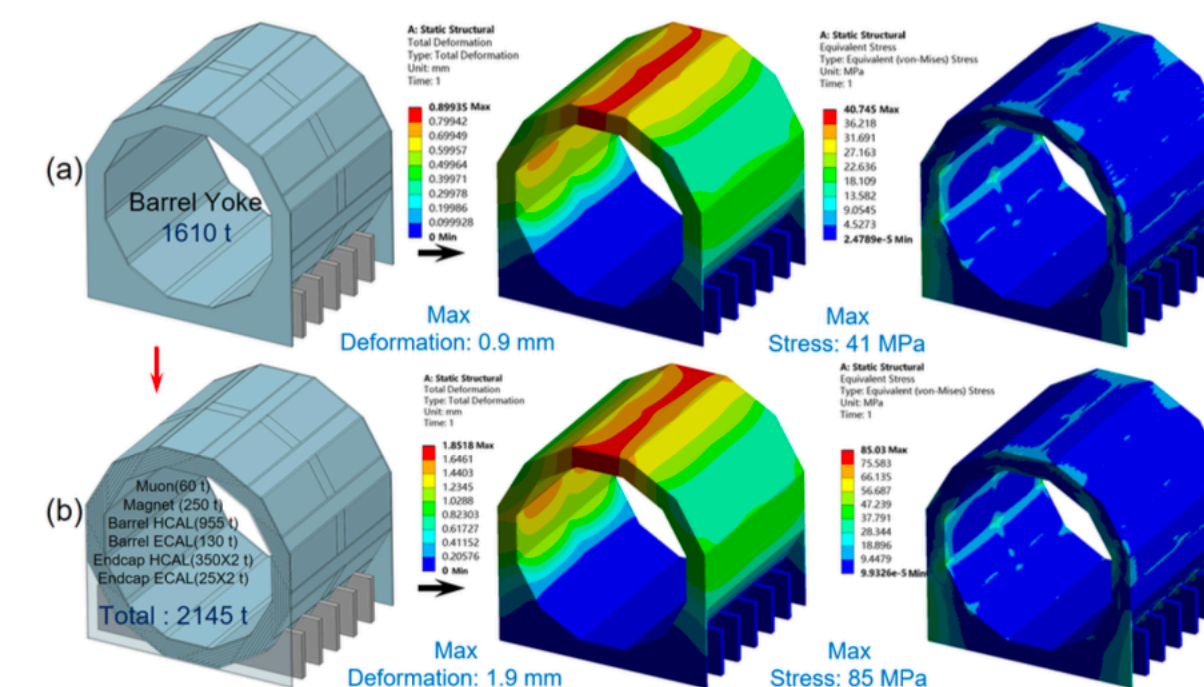 (a)
Barrel Yoke
1610 t
A: Static Structural
Total Deformation
Type: Total Deformation
Unit: mm
Time: 1
0.89935 Max
0.79942
0.69949
0.59957
0.49964
0.39971
0.29978
0.19986
0.099928
0 Min
Max
Deformation: 0.9 mm
A: Static Structural
Equivalent Stress
Type: Equivalent (von-Mises) Stress
Unit: MPa
Time: 1
40.745 Max
36.218
31.691
27.163
22.636
18.109
13.582
9.0545
4.5273
2.4789e-5 Min
Max
Stress: 41 MPa
(b)
Muon(60 t)
Magnet (250 t)
Barrel HCAL(955 t)
Barrel ECAL(130 t)
Endcap HCAL(350X2 t)
Endcap ECAL(25X2 t)
Total : 2145 t
A: Static Structural
Total Deformation
Type: Total Deformation
Unit: mm
Time: 1
1.8518 Max
1.6461
1.4403
1.2345
1.0288
0.82303
0.61727
0.41152
0.20576
0 Min
Max
Deformation: 1.9 mm
A: Static Structural
Equivalent Stress
Type: Equivalent (von-Mises) Stress
Unit: MPa
Time: 1
85.03 Max
75.583
66.135
56.687
47.239
37.791
28.344
18.896
9.4479
9.9326e-5 Min
Max
Stress: 85 MPa